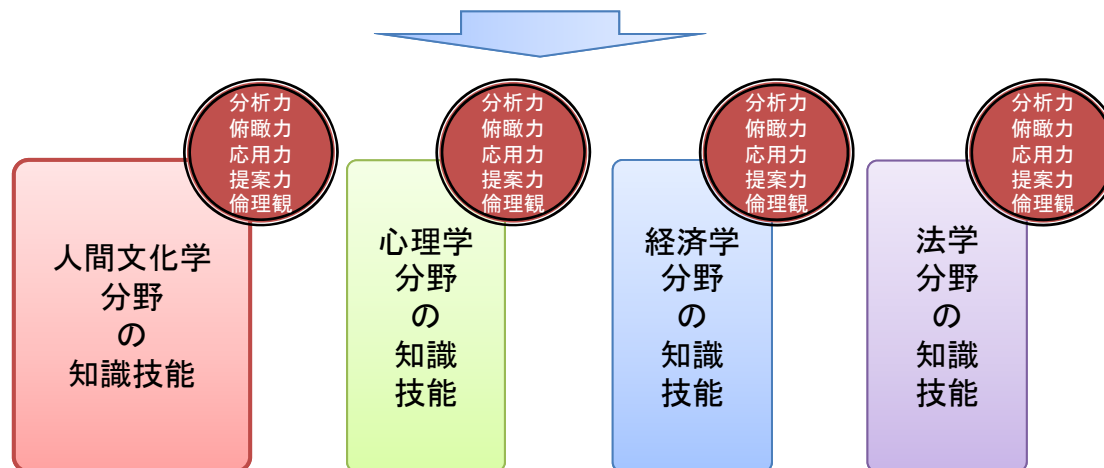 分析力
俯瞰力
応用力
提案力
倫理観
分析力
俯瞰力
応用力
提案力
倫理観
分析力
俯瞰力
応用力
提案力
倫理観
分析力
俯瞰力
応用力
提案力
倫理観
人間文化学
分野
の
知識技能
心理学
分野
の
知識
技能
経済学
分野
の
知識
技能
法学
分野
の
知識
技能